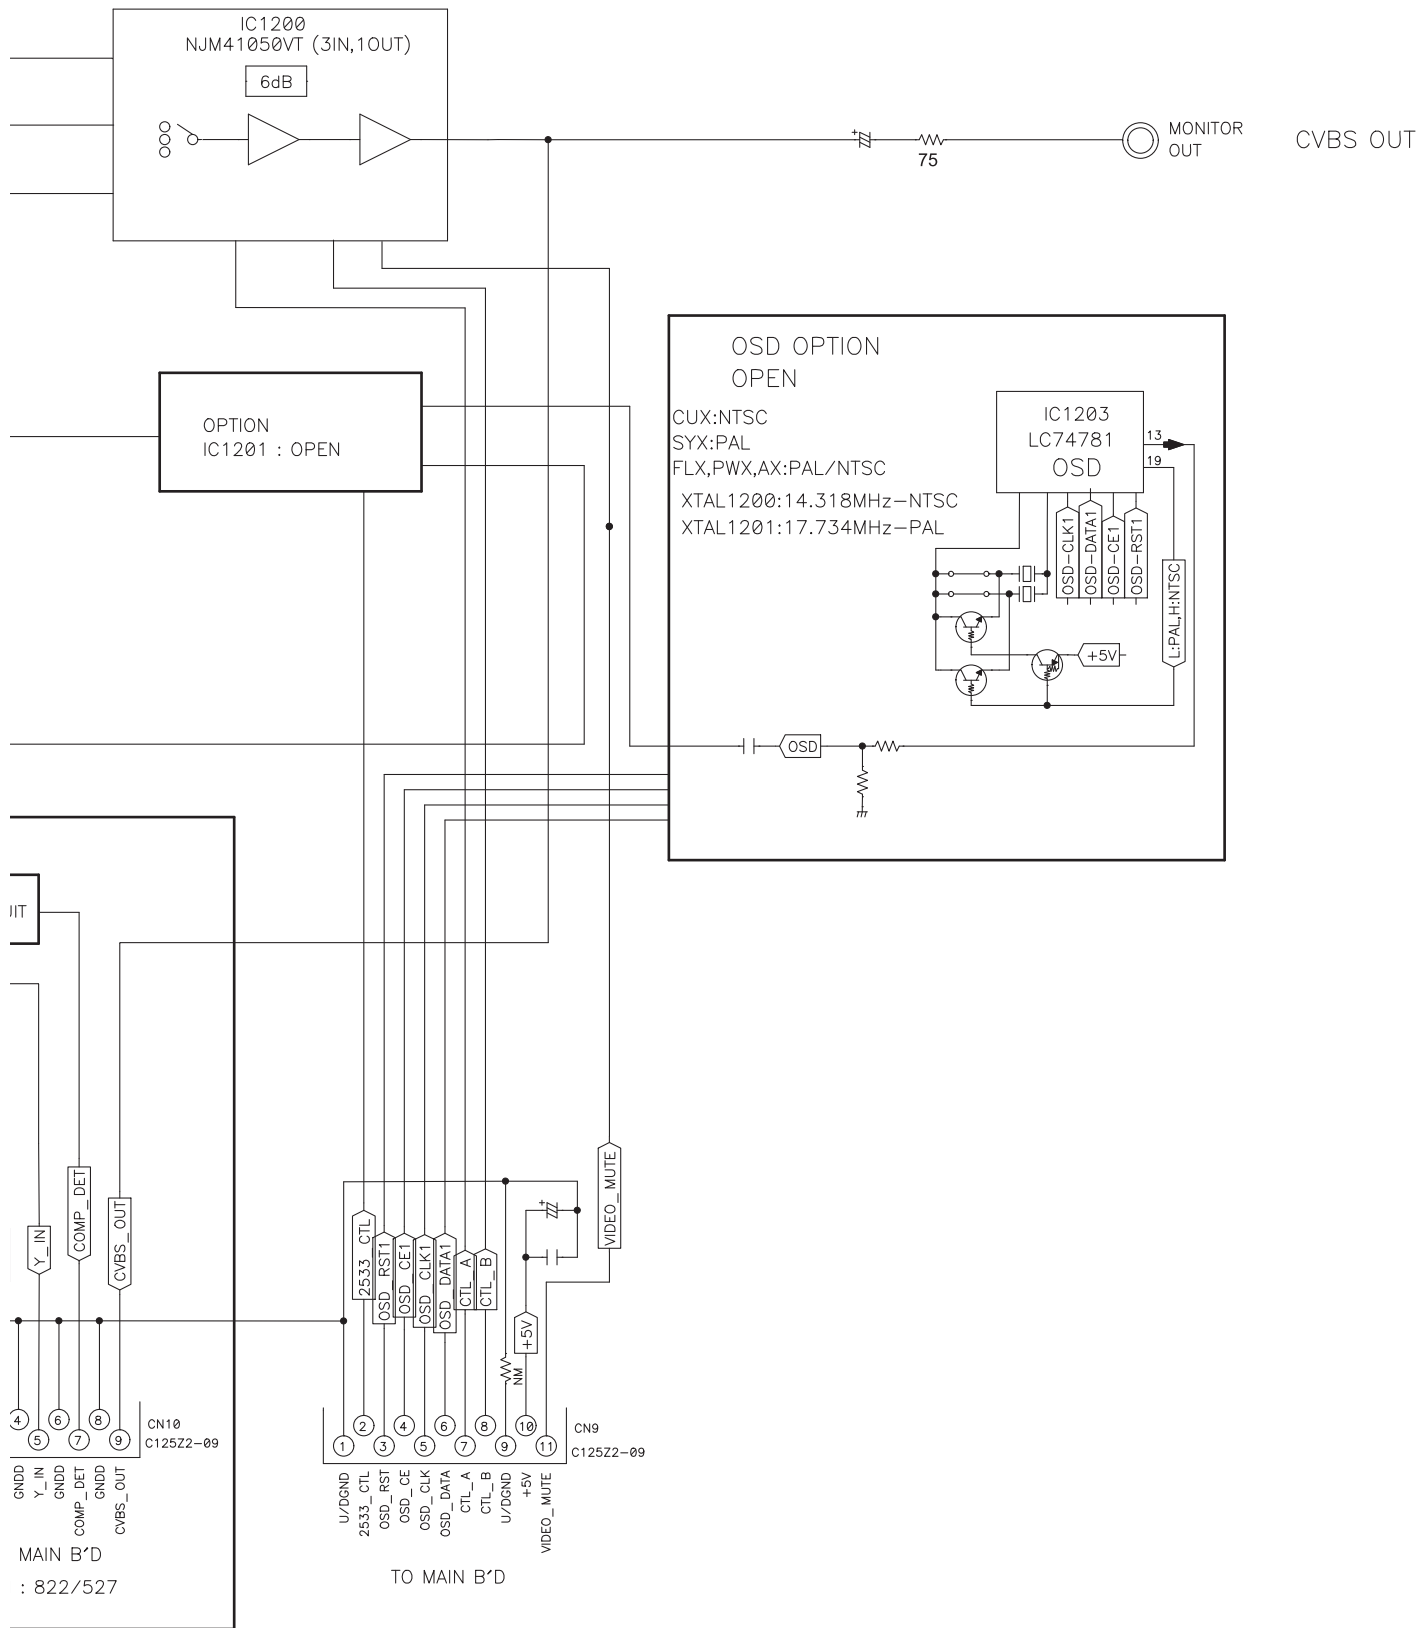 IC1200
NJM41050VT (3IN,1OUT)
6dB
+
75
MONITOR
OUT
CVBS OUT
OPTION
IC1201 : OPEN
OSD OPTION
OPEN
CUX:NTSC
SYX:PAL
FLX,PWX,AX:PAL/NTSC
XTAL1200:14.318MHz-NTSC
XTAL1201:17.734MHz-PAL
IC1203
LC74781
OSD
13
19
OSD-CLK1
OSD-DATA1
OSD-CE1
OSD-RST1
L:PAL,H:NTSC
+5V
OSD
Y_IN
COMP_DET
CVBS_OUT
2533_CTL
OSD_RST1
OSD_CE1
OSD_CLK1
OSD_DATA1
CTL_A
CTL_B
+
+5V
VIDEO_MUTE
NM
4
5
6
7
8
9
CN10
C125Z2-09
GNDD
Y_IN
GNDD
COMP_DET
GNDD
CVBS_OUT
MAIN B'D
: 822/527
1
2
3
4
5
6
7
8
9
10
11
CN9
C125Z2-09
U/DGND
2533_CTL
OSD_RST
OSD_CE
OSD_CLK
OSD_DATA
CTL_A
CTL_B
U/DGND
+5V
VIDEO_MUTE
TO MAIN B'D